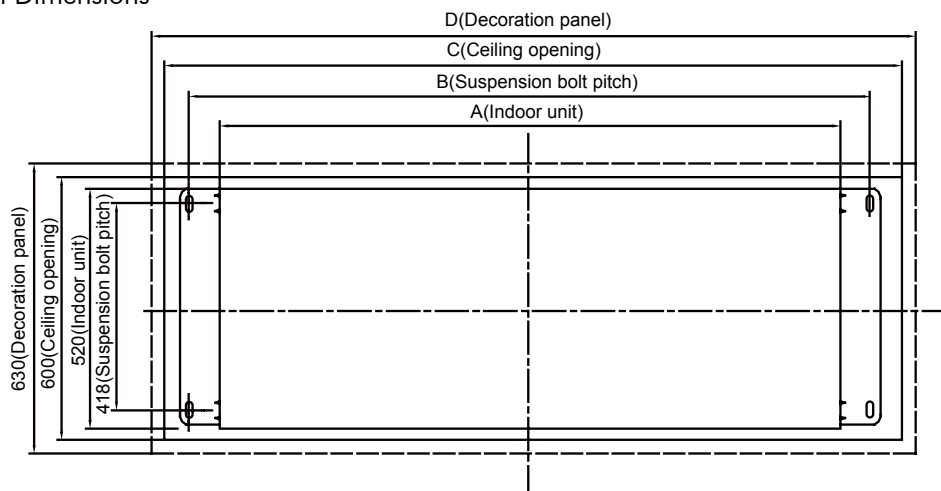 Dimensions
D(Decoration panel)
C(Ceiling opening)
B(Suspension bolt pitch)
A(Indoor unit)
630(Decoration panel)
600(Ceiling opening)
520(Indoor unit)
418(Suspension bolt pitch)